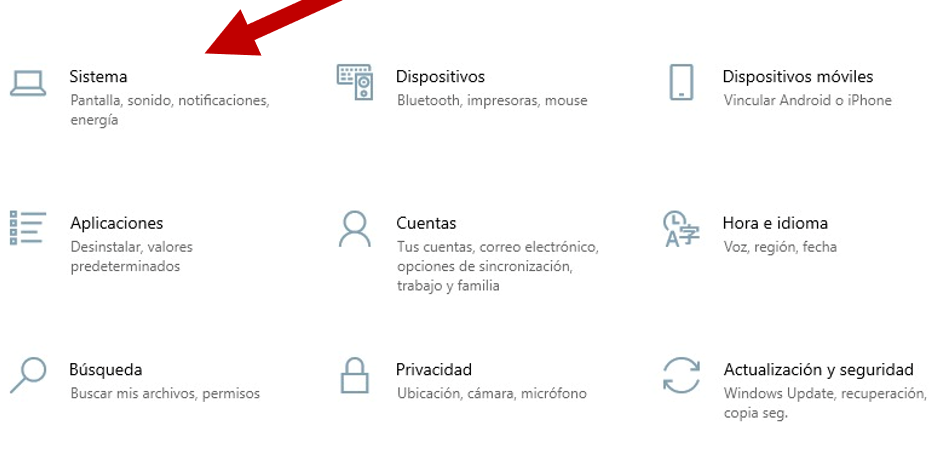 Sistema
Pantalla, sonido, notificaciones,
energía
Dispositivos
Bluetooth, impresoras, mouse
Dispositivos móviles
Vincular Android o iPhone
Aplicaciones
Desinstalar, valores
predeterminados
Cuentas
Tus cuentas, correo electrónico,
opciones de sincronización,
trabajo y familia
Hora e idioma
Voz, región, fecha
Búsqueda
Buscar mis archivos, permisos
Privacidad
Ubicación, cámara, micrófono
Actualización y seguridad
Windows Update, recuperación,
copia seg.